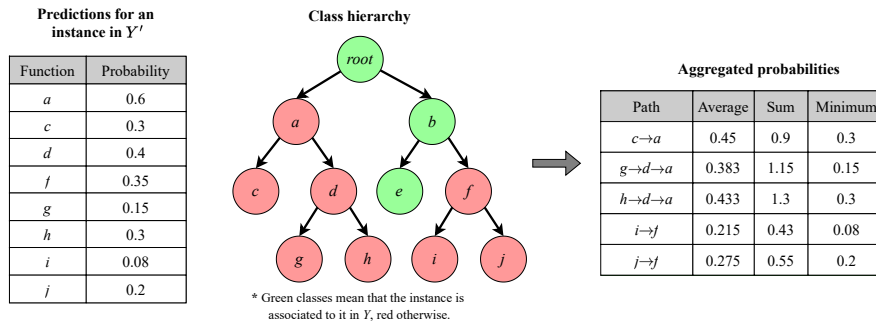 Predictions for an
instance in Y'
Function Probability
a 0.6
c 0.3
d 0.4
f 0.35
g 0.15
h 0.3
i 0.08
j 0.2
Class hierarchy
root
a b
c d e f
g h i j
* Green classes mean that the instance is
associated to it in Y, red otherwise.
Aggregated probabilities
Path Average Sum Minimum
c→a 0.45 0.9 0.3
g→d→a 0.383 1.15 0.15
h→d→a 0.433 1.3 0.3
i→f 0.215 0.43 0.08
j→f 0.275 0.55 0.2